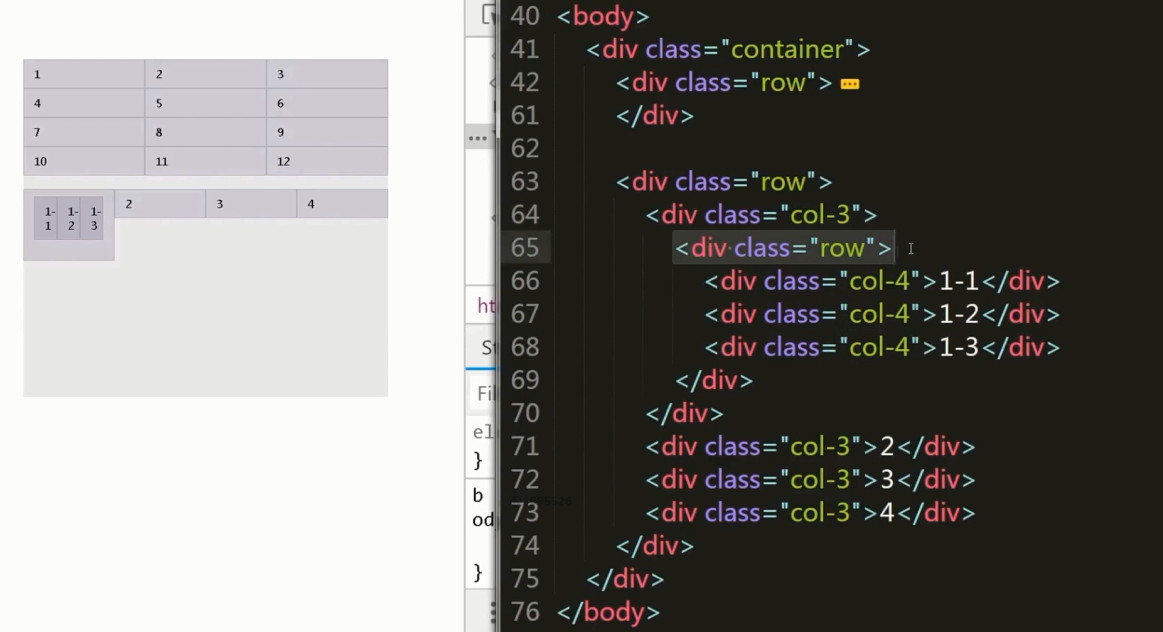 1 2 3
4 5 6
7 8 9
10 11 12
1-1 1-2 1-3 2 3 4
ht
St
Fil
el
}
b
od
}
40 <body>
41 <div class="container">
42 <div class="row"> ...
61 </div>
62
63 <div class="row">
64 <div class="col-3">
65 <div class="row">
66 <div class="col-4">1-1</div>
67 <div class="col-4">1-2</div>
68 <div class="col-4">1-3</div>
69 </div>
70 </div>
71 <div class="col-3">2</div>
72 <div class="col-3">3</div>
73 <div class="col-3">4</div>
74 </div>
75 </div>
76 </body>